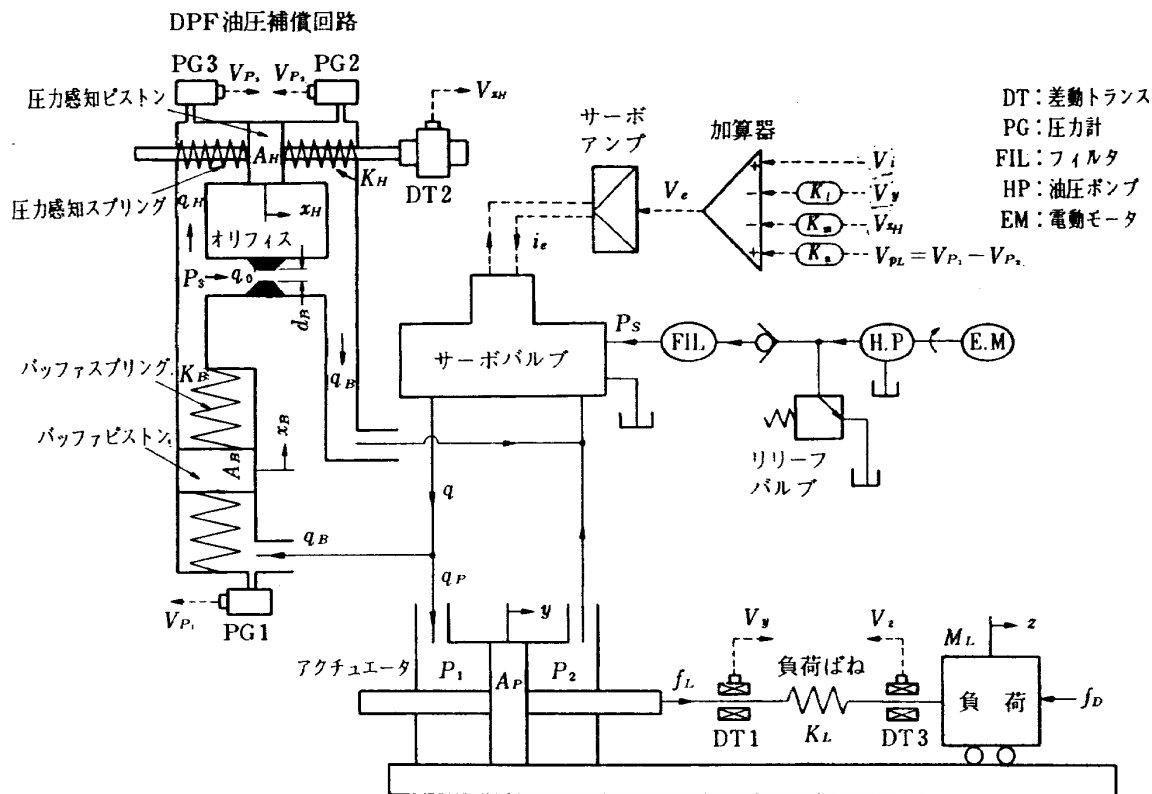 DPF油圧補償回路
PG3
V_{P_3}
V_{P_2}
PG2
圧力感知ピストン
V_{xH}
A_H
K_H
DT2
圧力感知スプリング
q_H
x_H
オリフィス
P_3
q_0
d_B
バッファスプリング
K_B
q_B
バッファピストン
A_B
x_B
q_B
V_{P_1}
PG1
サーボ
アンプ
加算器
V_e
i_e
+
V_i
−
K_l
V_y
−
K_m
V_{xH}
+
K_n
V_{PL} = V_{P_1} − V_{P_2}
DT:差動トランス
PG:圧力計
FIL:フィルタ
HP:油圧ポンプ
EM:電動モータ
サーボバルブ
P_S
FIL
H.P
E.M
リリーフ
バルブ
q
q_P
y
アクチュエータ
P_1
A_P
P_2
f_L
V_y
DT1
負荷ばね
K_L
V_z
DT3
M_L
z
負荷
f_D